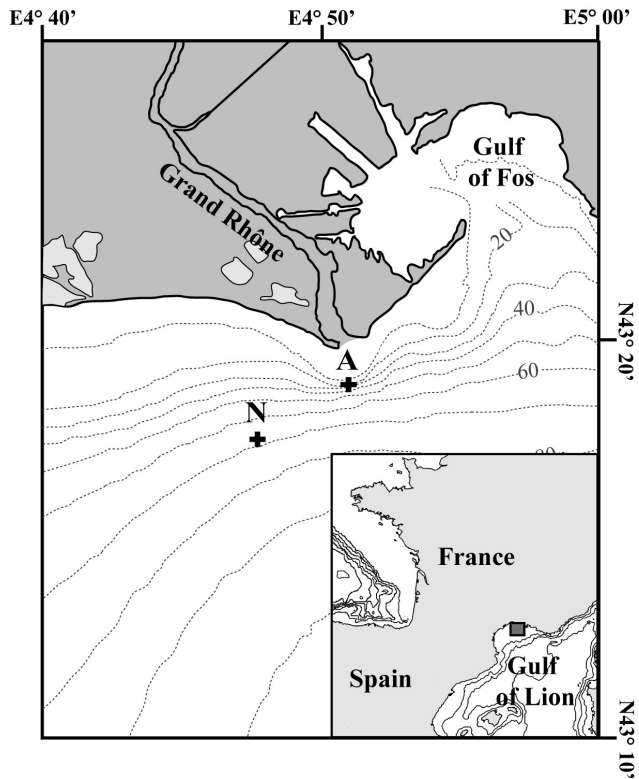 E4° 40’
E4° 50’
E5° 00’
Gulf
of Fos
Grand Rhône
20
40
N43° 20’
A
60
N
France
Spain
Gulf
of Lion
N43° 10’